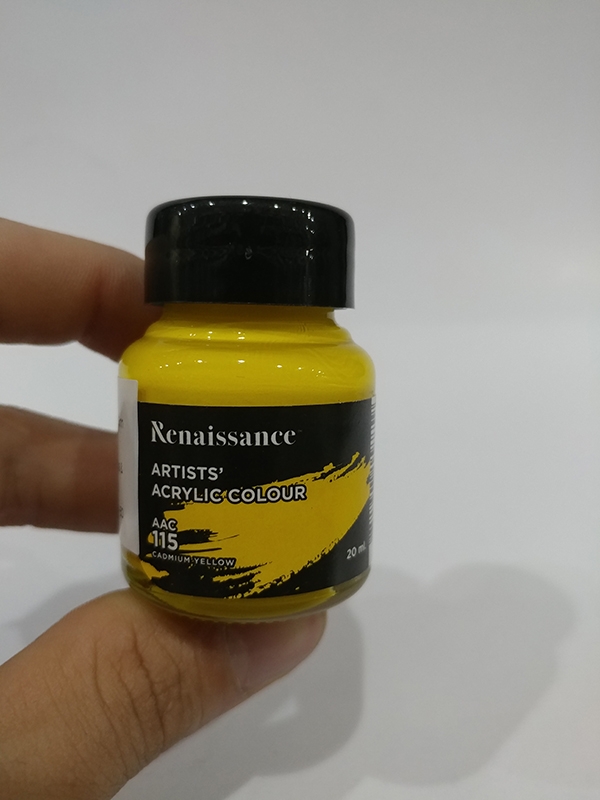 Renaissance
ARTISTS'
ACRYLIC COLOUR
AAC
115
CADMIUM YELLOW
20 ml